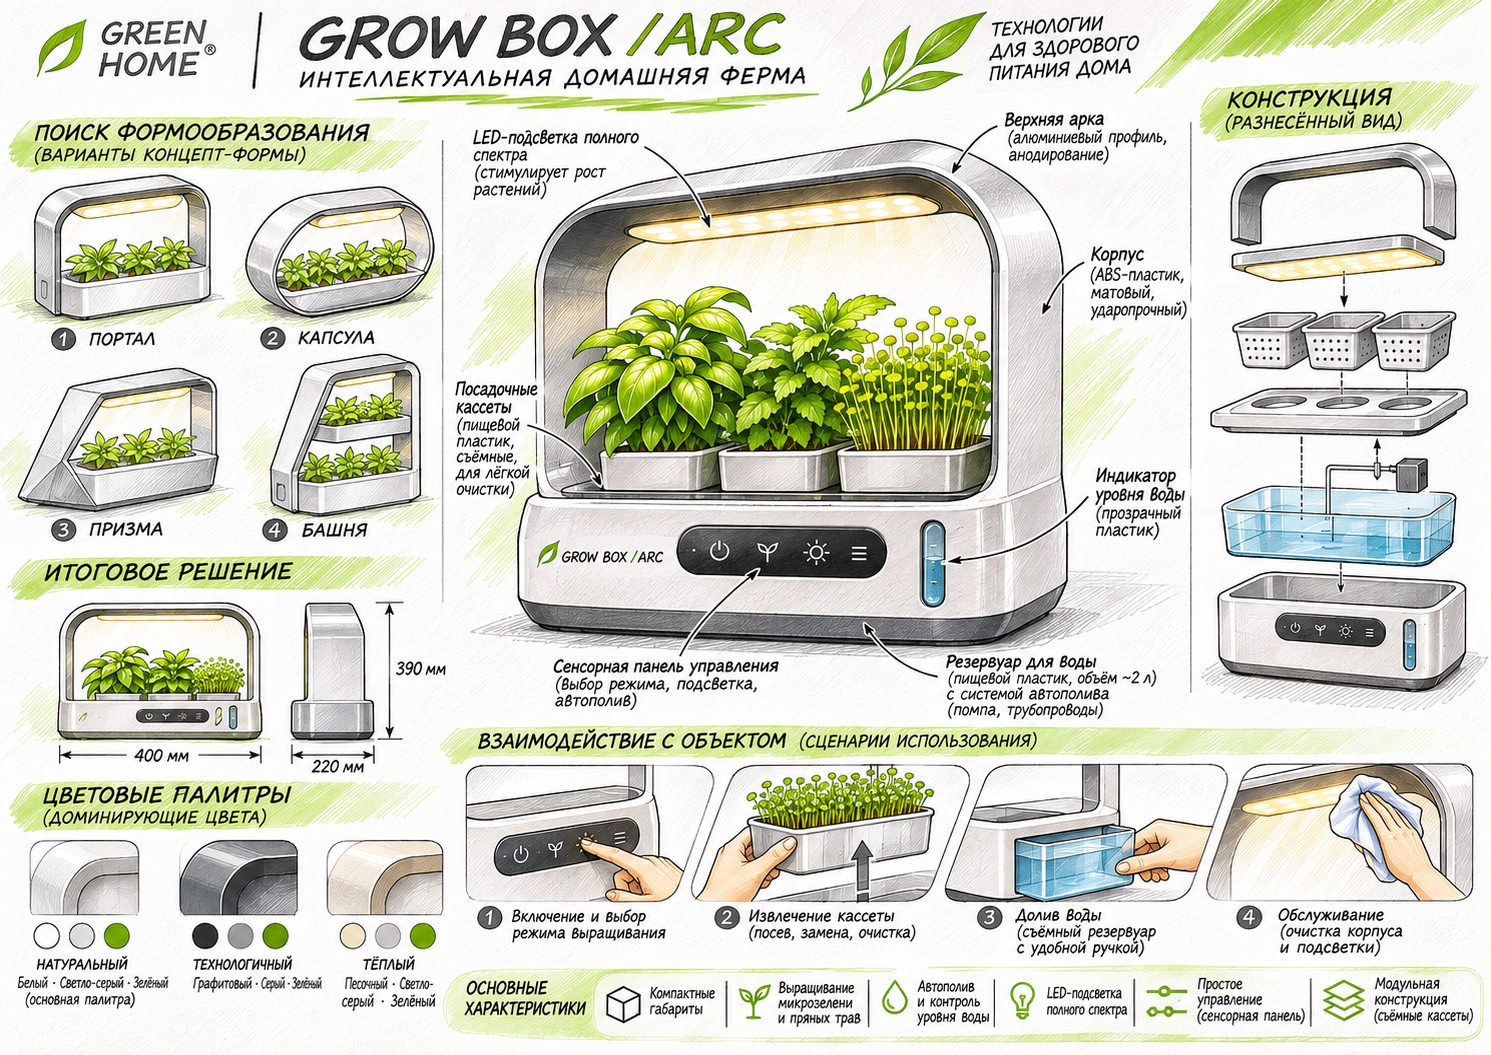 GREEN
HOME®
GROW BOX /ARC
ИНТЕЛЛЕКТУАЛЬНАЯ ДОМАШНЯЯ ФЕРМА
ТЕХНОЛОГИИ
ДЛЯ ЗДОРОВОГО
ПИТАНИЯ ДОМА
ПОИСК ФОРМООБРАЗОВАНИЯ
(ВАРИАНТЫ КОНЦЕПТ-ФОРМЫ)
1 ПОРТАЛ
2 КАПСУЛА
3 ПРИЗМА
4 БАШНЯ
ИТОГОВОЕ РЕШЕНИЕ
390 мм
400 мм
220 мм
ЦВЕТОВЫЕ ПАЛИТРЫ
(ДОМИНИРУЮЩИЕ ЦВЕТА)
НАТУРАЛЬНЫЙ
Белый · Светло-серый · Зелёный
(основная палитра)
ТЕХНОЛОГИЧНЫЙ
Графитовый · Серый · Зелёный
ТЁПЛЫЙ
Песочный · Светло-
серый · Зелёный
LED-подсветка полного
спектра
(стимулирует рост
растений)
Верхняя арка
(алюминиевый профиль,
анодирование)
Корпус
(ABS-пластик,
матовый,
ударопрочный)
Посадочные
кассеты
(пищевой
пластик,
съёмные,
для лёгкой
очистки)
Индикатор
уровня воды
(прозрачный
пластик)
GROW BOX /ARC
Сенсорная панель управления
(выбор режима, подсветка,
автополив)
Резервуар для воды
(пищевой пластик, объём ~2 л)
с системой автополива
(помпа, трубопроводы)
КОНСТРУКЦИЯ
(РАЗНЕСЁННЫЙ ВИД)
ВЗАИМОДЕЙСТВИЕ С ОБЪЕКТОМ (СЦЕНАРИИ ИСПОЛЬЗОВАНИЯ)
1 Включение и выбор
режима выращивания
2 Извлечение кассеты
(посев, замена, очистка)
3 Долив воды
(съёмный резервуар
с удобной ручкой)
4 Обслуживание
(очистка корпуса
и подсветки)
ОСНОВНЫЕ
ХАРАКТЕРИСТИКИ
Компактные
габариты
Выращивание
микрозелени
и пряных трав
Автополив
и контроль
уровня воды
LED-подсветка
полного спектра
Простое
управление
(сенсорная панель)
Модульная
конструкция
(съёмные кассеты)